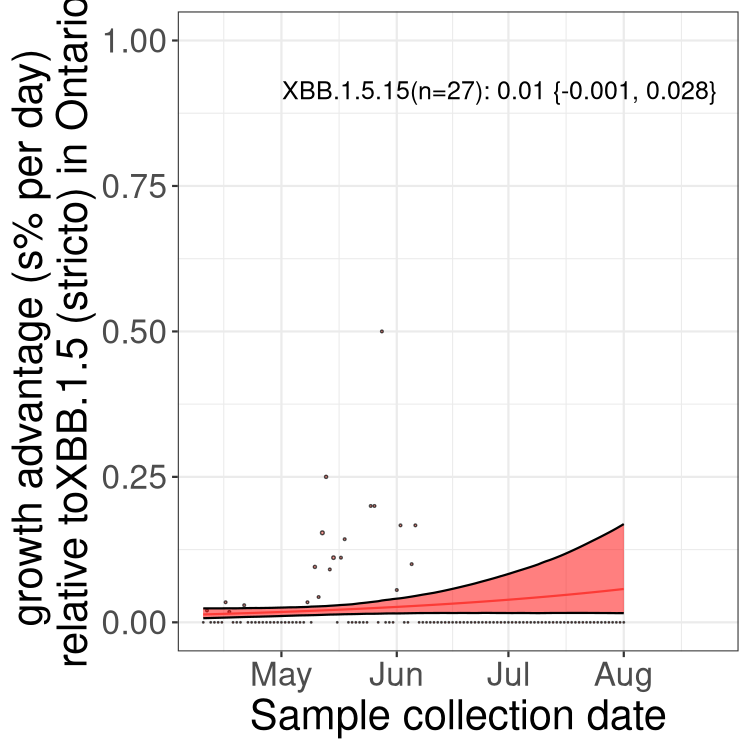 growth advantage (s% per day)
relative toXBB.1.5 (stricto) in Ontario
1.00
0.75
0.50
0.25
0.00
XBB.1.5.15(n=27): 0.01 {-0.001, 0.028}
May Jun Jul Aug
Sample collection date